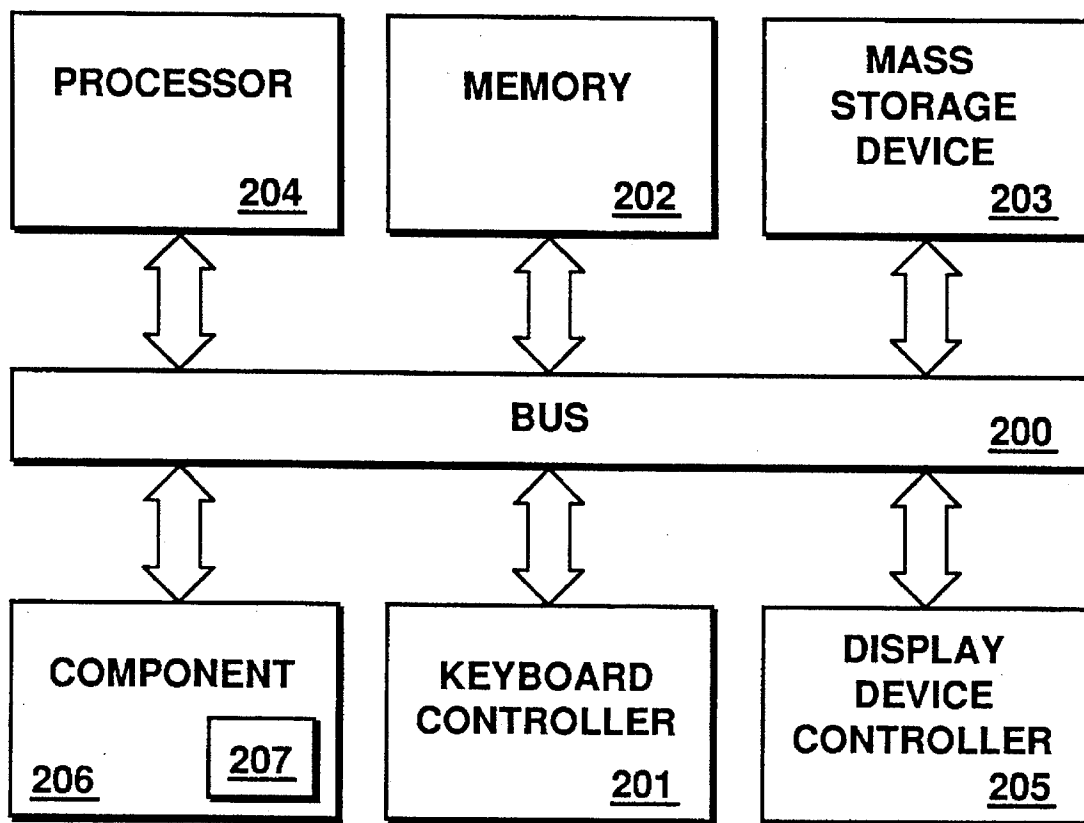 PROCESSOR
204
MEMORY
202
MASS
STORAGE
DEVICE
203
BUS
200
COMPONENT
207
206
KEYBOARD
CONTROLLER
201
DISPLAY
DEVICE
CONTROLLER
205